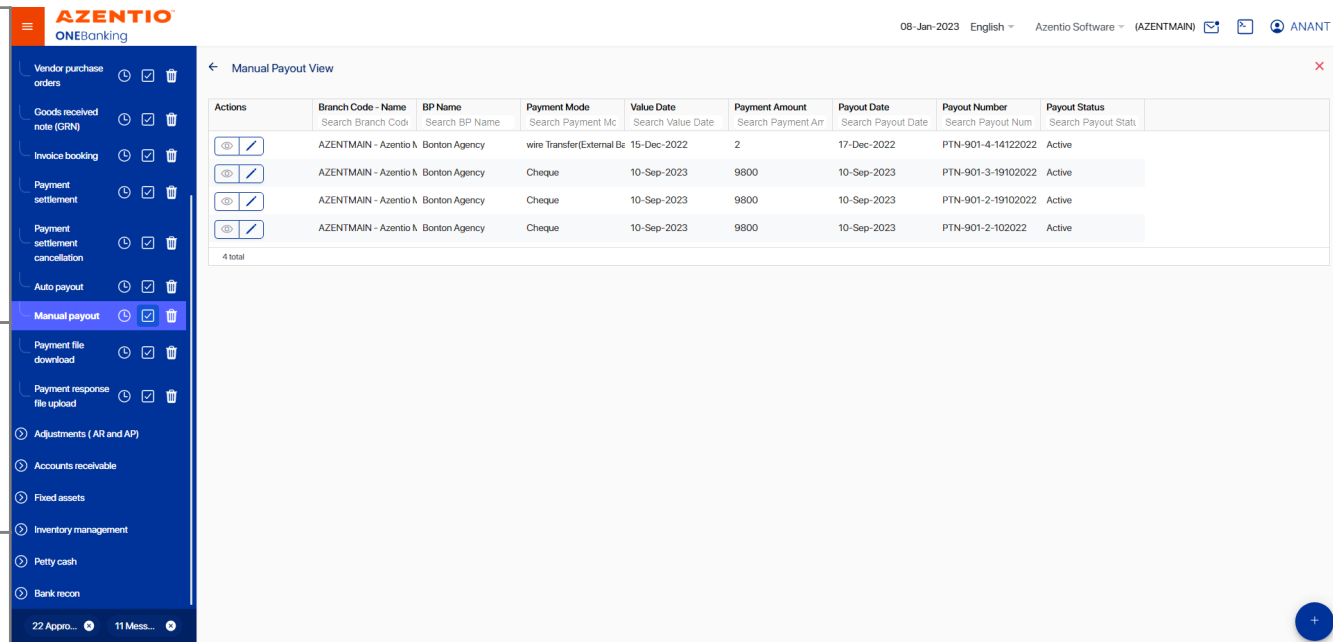 AZENTIO
ONEBanking
08-Jan-2023 English Azentio Software (AZENTMAIN) ANANT
Vendor purchase
orders
Goods received
note (GRN)
Invoice booking
Payment
settlement
Payment
settlement
cancellation
Auto payout
Manual payout
Payment file
download
Payment response
file upload
Adjustments ( AR and AP)
Accounts receivable
Fixed assets
Inventory management
Petty cash
Bank recon
22 Appro... 11 Mess...
Manual Payout View
Actions Branch Code - Name BP Name Payment Mode Value Date Payment Amount Payout Date Payout Number Payout Status
Search Branch Code Search BP Name Search Payment Mo Search Value Date Search Payment Am Search Payout Date Search Payout Num Search Payout Statu
AZENTMAIN - Azentio M Bonton Agency wire Transfer(External Ba 15-Dec-2022 2 17-Dec-2022 PTN-901-4-14122022 Active
AZENTMAIN - Azentio M Bonton Agency Cheque 10-Sep-2023 9800 10-Sep-2023 PTN-901-3-19102022 Active
AZENTMAIN - Azentio M Bonton Agency Cheque 10-Sep-2023 9800 10-Sep-2023 PTN-901-2-19102022 Active
AZENTMAIN - Azentio M Bonton Agency Cheque 10-Sep-2023 9800 10-Sep-2023 PTN-901-2-102022 Active
4 total